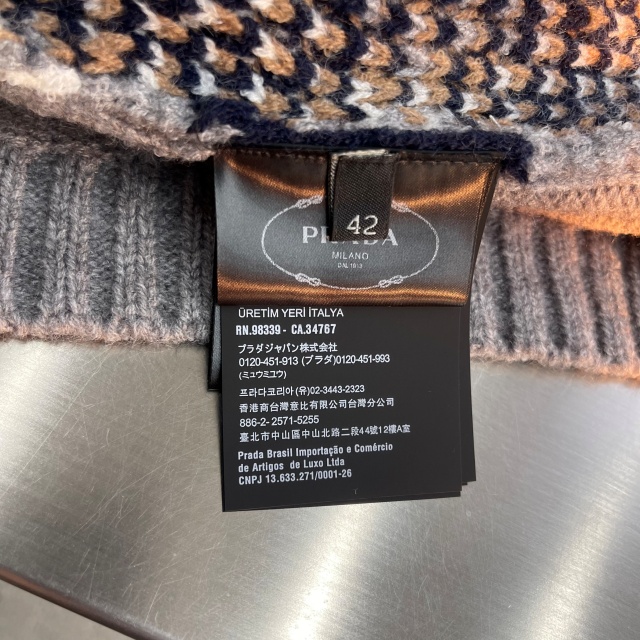 42
PRADA
MILANO
DAL 1913
ÜRETİM YERİ İTALYA
RN.98339 - CA.34767
プラダジャパン株式会社
0120-451-913 (プラダ)0120-451-993
(ミュウミュウ)
프라다코리아(유)02-3443-2323
香港商台灣意比有限公司台灣分公司
886-2- 2571-5255
臺北市中山區中山北路二段44號12樓A室
Prada Brasil Importação e Comércio
de Artigos de Luxo Ltda
CNPJ 13.633.271/0001-26